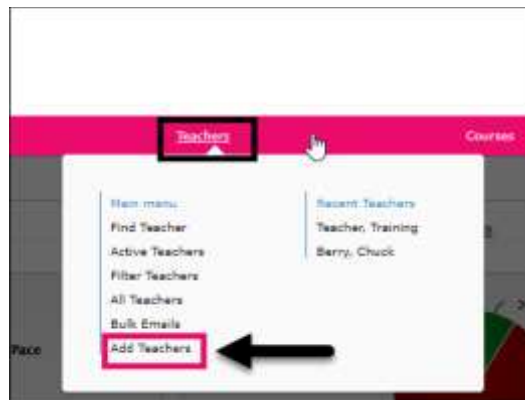 Teachers
Courses
Main menu
Find Teacher
Active Teachers
Filter Teachers
All Teachers
Bulk Emails
Add Teachers
Recent Teachers
Teacher, Training
Berry, Chuck
Pace